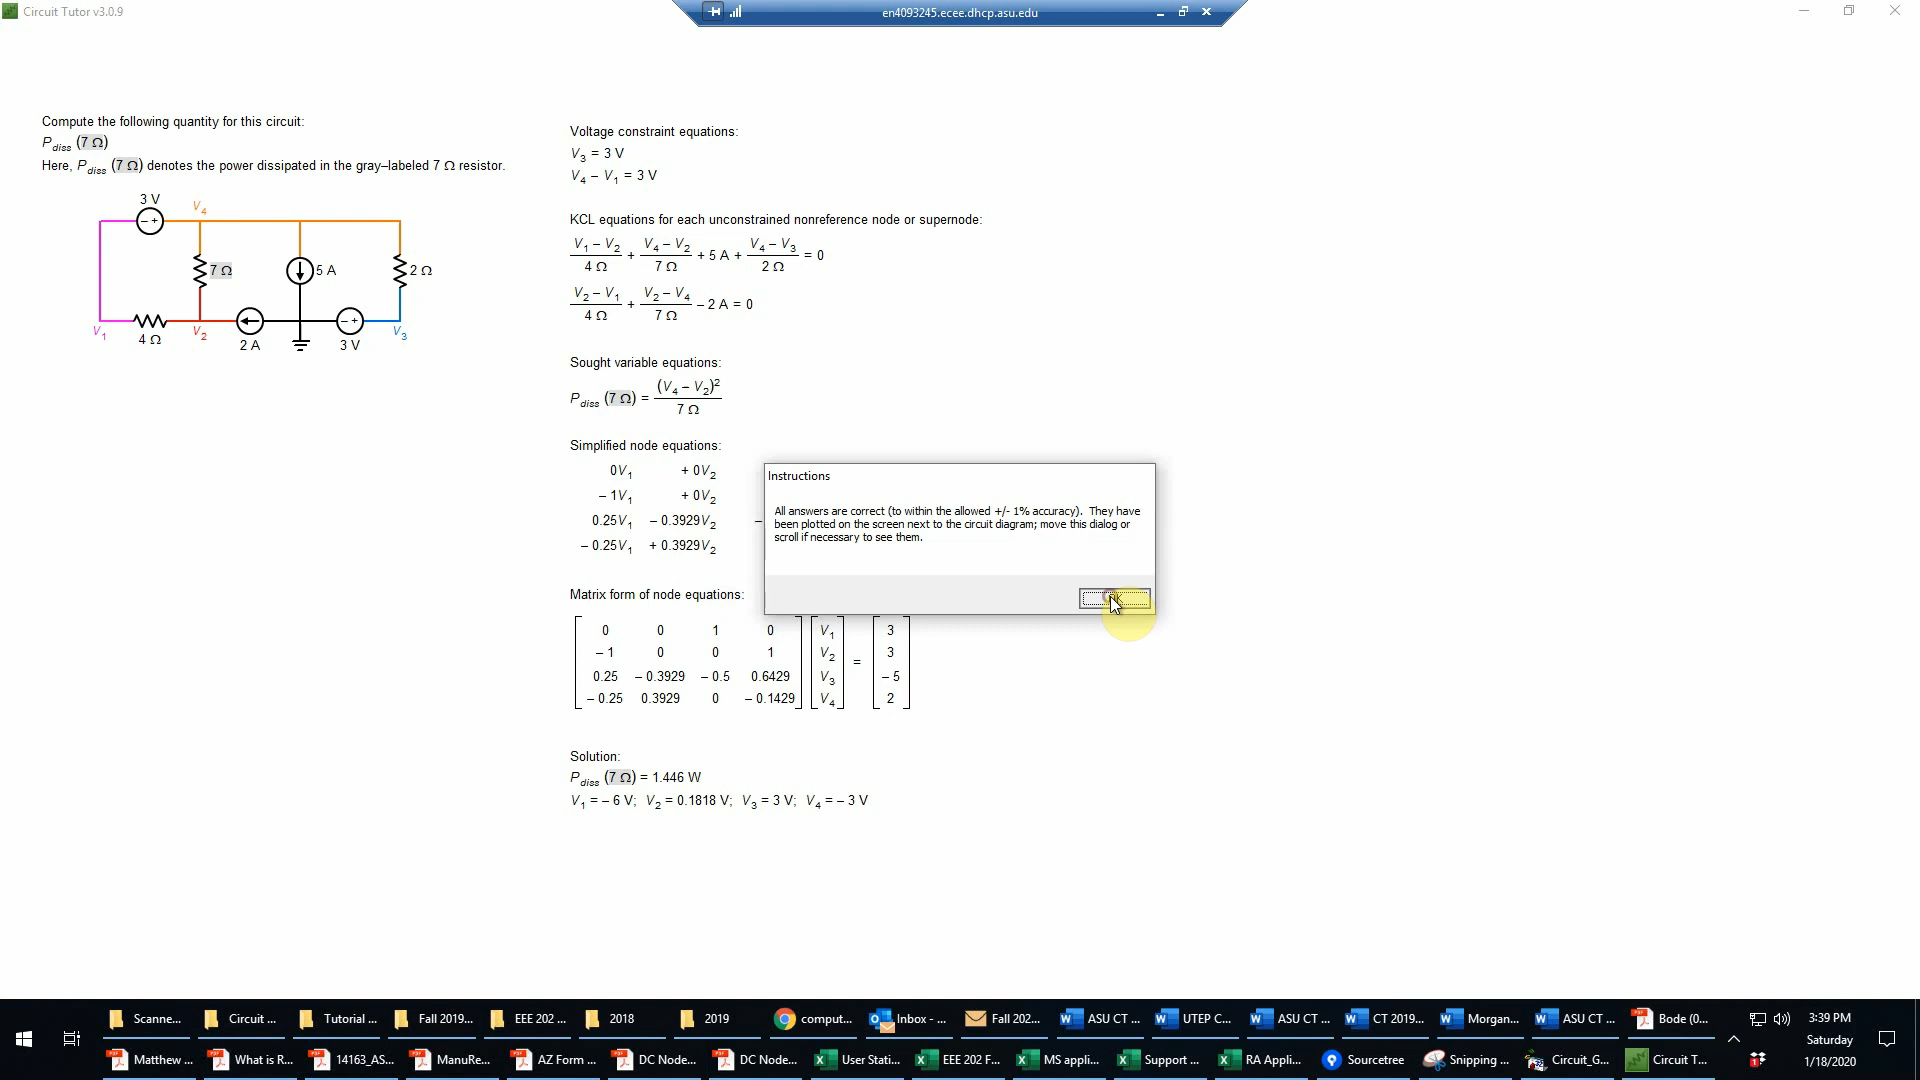 Circuit Tutor v3.0.9
en4093245.ecee.dhcp.asu.edu
Compute the following quantity for this circuit:
P diss (7 Ω)
Here, P diss (7 Ω) denotes the power dissipated in the gray–labeled 7 Ω resistor.
3 V
V4
– +
7 Ω
5 A
2 Ω
– +
V1
4 Ω
V2
2 A
3 V
V3
Voltage constraint equations:
V3 = 3 V
V4 – V1 = 3 V
KCL equations for each unconstrained nonreference node or supernode:
V1 – V2 / 4 Ω + V4 – V2 / 7 Ω + 5 A + V4 – V3 / 2 Ω = 0
V2 – V1 / 4 Ω + V2 – V4 / 7 Ω – 2 A = 0
Sought variable equations:
P diss (7 Ω) = (V4 – V2)² / 7 Ω
Simplified node equations:
0V1 + 0V2
– 1V1 + 0V2
0.25V1 – 0.3929V2 –
– 0.25V1 + 0.3929V2
Instructions
All answers are correct (to within the allowed +/- 1% accuracy). They have
been plotted on the screen next to the circuit diagram; move this dialog or
scroll if necessary to see them.
Matrix form of node equations:
0 0 1 0 V1 3
– 1 0 0 1 V2 = 3
0.25 – 0.3929 – 0.5 0.6429 V3 – 5
– 0.25 0.3929 0 – 0.1429 V4 2
Solution:
P diss (7 Ω) = 1.446 W
V1 = – 6 V; V2 = 0.1818 V; V3 = 3 V; V4 = – 3 V
Scanne... Circuit ... Tutorial ... Fall 2019... EEE 202 ... 2018 2019 comput... Inbox - ... Fall 202... ASU CT ... UTEP C... ASU CT ... CT 2019... Morgan... ASU CT ... Bode (0... 3:39 PM
Saturday
Matthew ... What is R... 14163_AS... ManuRe... AZ Form ... DC Node... DC Node... User Stati... EEE 202 F... MS appli... Support ... RA Applic... Sourcetree Snipping ... Circuit_G... Circuit T... 1/18/2020